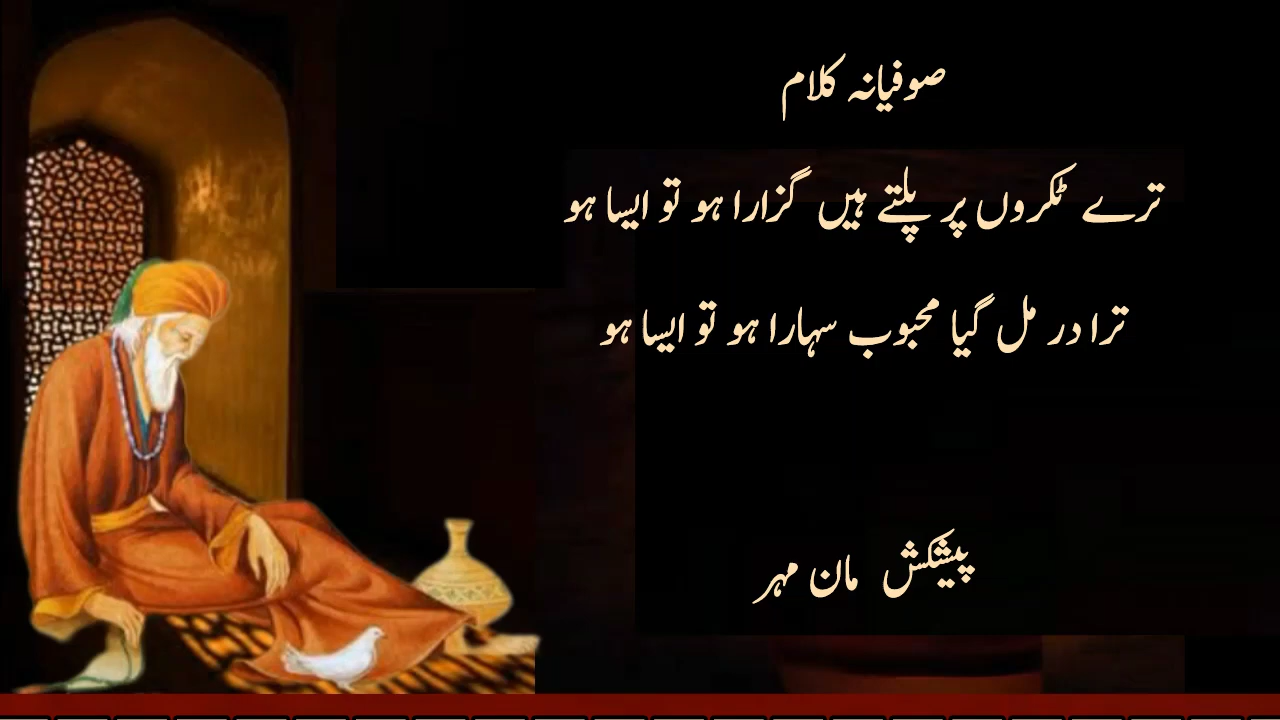 صوفیانہ کلام
ترے ٹکروں پر پلتے ہیں گزارا ہو تو ایسا ہو
ترا در مل گیا محبوب سہارا ہو تو ایسا ہو
پیشکش مان مہر